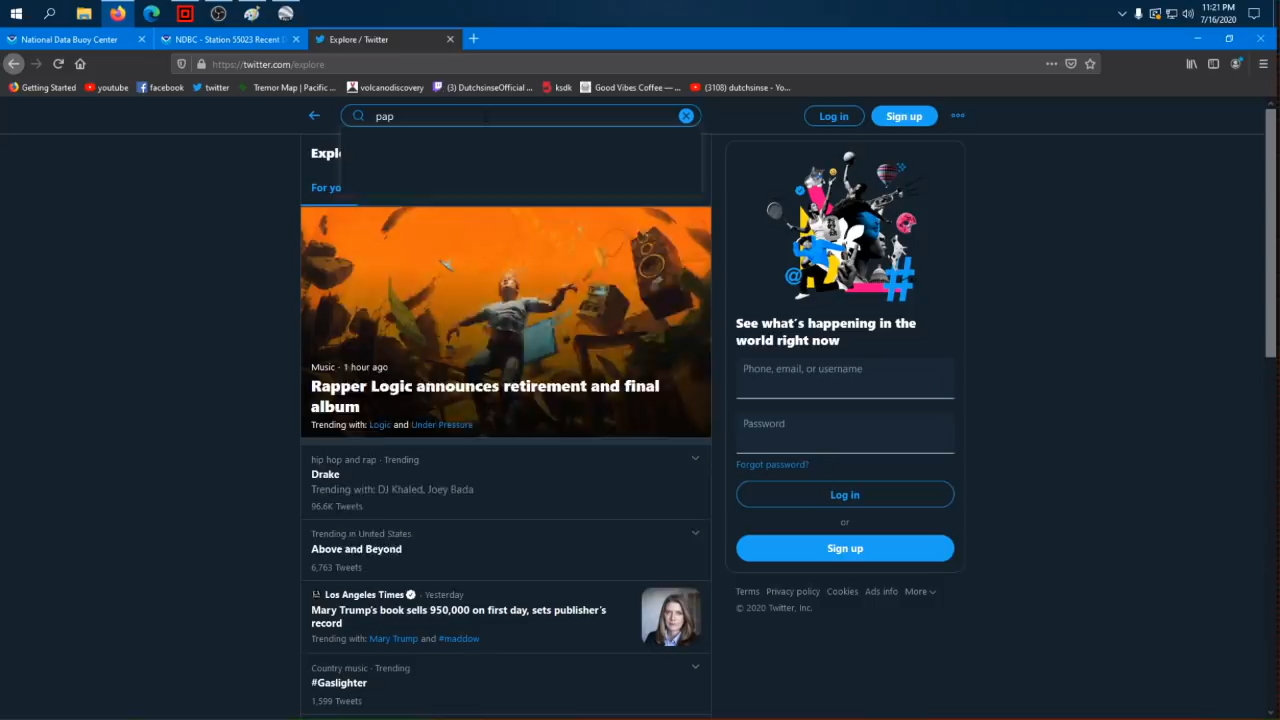 11:21 PM
7/16/2020
National Data Buoy Center
NDBC - Station 55023 Recent D
Explore / Twitter
https://twitter.com/explore
Getting Started
youtube
facebook
twitter
Tremor Map | Pacific ...
volcanodiscovery
(3) DutchsinseOfficial ...
ksdk
Good Vibes Coffee —...
(3108) dutchsinse - Yo...
pap
Log in
Sign up
Explo
For yo
Music · 1 hour ago
Rapper Logic announces retirement and final
album
Trending with: Logic and Under Pressure
hip hop and rap · Trending
Drake
Trending with: DJ Khaled, Joey Bada
96.6K Tweets
Trending in United States
Above and Beyond
6,763 Tweets
Los Angeles Times · Yesterday
Mary Trump's book sells 950,000 on first day, sets publisher's
record
Trending with: Mary Trump and #maddow
Country music · Trending
#Gaslighter
1,599 Tweets
@
#
See what's happening in the
world right now
Phone, email, or username
Password
Forgot password?
Log in
or
Sign up
Terms Privacy policy Cookies Ads info More
© 2020 Twitter, Inc.